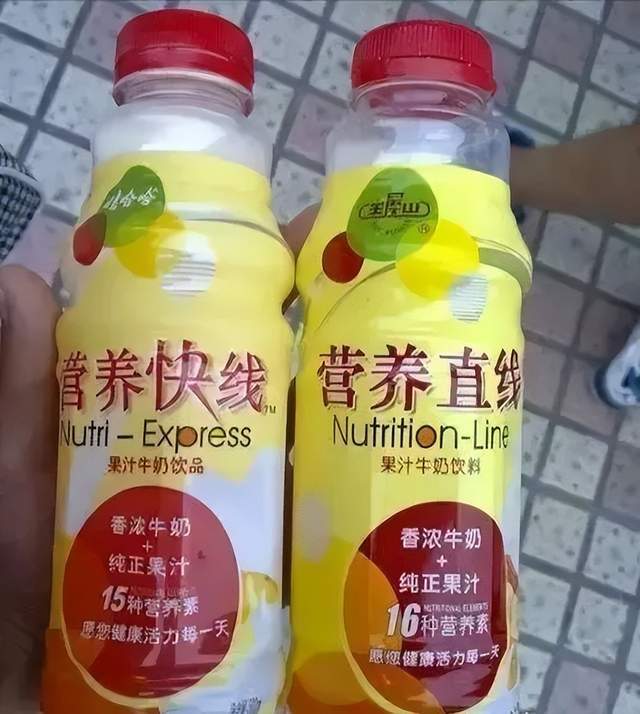 娃哈哈
营养快线
Nutri-Express
果汁牛奶饮品
香浓牛奶
+
纯正果汁
15种营养素
愿您健康活力每一天
王屋山
®
营养直线
Nutrition-Line
果汁牛奶饮料
香浓牛奶
+
纯正果汁
NUTRITIONAL ELEMENTS
16种营养素
愿您健康活力每一天